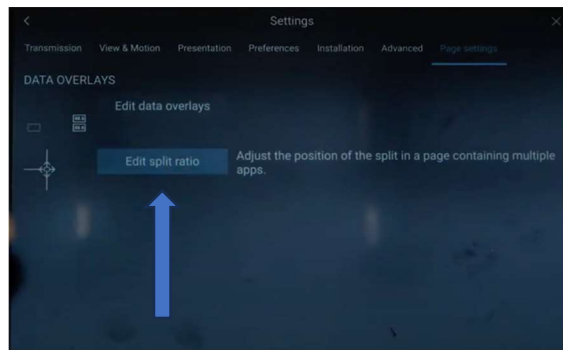 Settings
Transmission View & Motion Presentation Preferences Installation Advanced Page settings
DATA OVERLAYS
Edit data overlays
Edit split ratio
Adjust the position of the split in a page containing multiple
apps.